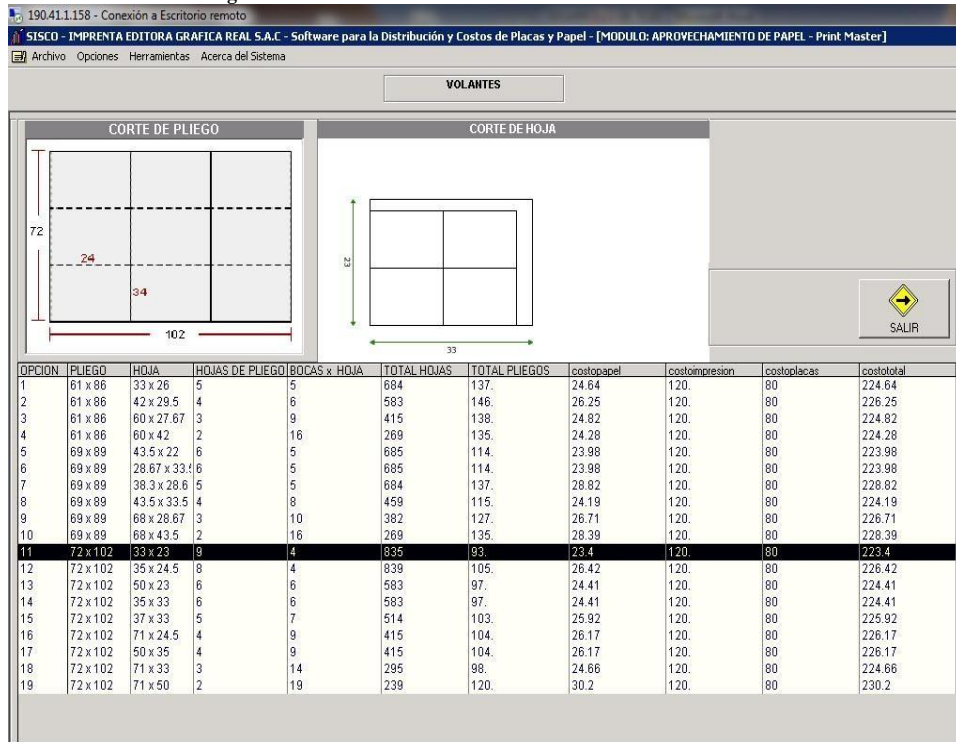 190.41.1.158 - Conexión a Escritorio remoto
SISCO - IMPRENTA EDITORA GRAFICA REAL S.A.C - Software para la Distribución y Costos de Placas y Papel - [MODULO: APROVECHAMIENTO DE PAPEL - Print Master]
Archivo Opciones Herramientas Acerca del Sistema
VOLANTES
CORTE DE PLIEGO CORTE DE HOJA
72
24
34
102
23
33
SALIR
OPCION PLIEGO HOJA HOJAS DE PLIEGO BOCAS x HOJA TOTAL HOJAS TOTAL PLIEGOS costopapel costoimpresion costoplacas costototal
1 61 x 86 33 x 26 5 5 684 137. 24.64 120. 80 224.64
2 61 x 86 42 x 29.5 4 6 583 146. 26.25 120. 80 226.25
3 61 x 86 60 x 27.67 3 9 415 138. 24.82 120. 80 224.82
4 61 x 86 60 x 42 2 16 269 135. 24.28 120. 80 224.28
5 69 x 89 43.5 x 22 6 5 685 114. 23.98 120. 80 223.98
6 69 x 89 28.67 x 33. 6 5 685 114. 23.98 120. 80 223.98
7 69 x 89 38.3 x 28.6 5 5 684 137. 28.82 120. 80 228.82
8 69 x 89 43.5 x 33.5 4 8 459 115. 24.19 120. 80 224.19
9 69 x 89 68 x 28.67 3 10 382 127. 26.71 120. 80 226.71
10 69 x 89 68 x 43.5 2 16 269 135. 28.39 120. 80 228.39
11 72 x 102 33 x 23 9 4 835 93. 23.4 120. 80 223.4
12 72 x 102 35 x 24.5 8 4 839 105. 26.42 120. 80 226.42
13 72 x 102 50 x 23 6 6 583 97. 24.41 120. 80 224.41
14 72 x 102 35 x 33 6 6 583 97. 24.41 120. 80 224.41
15 72 x 102 37 x 33 5 7 514 103. 25.92 120. 80 225.92
16 72 x 102 71 x 24.5 4 9 415 104. 26.17 120. 80 226.17
17 72 x 102 50 x 35 4 9 415 104. 26.17 120. 80 226.17
18 72 x 102 71 x 33 3 14 295 98. 24.66 120. 80 224.66
19 72 x 102 71 x 50 2 19 239 120. 30.2 120. 80 230.2